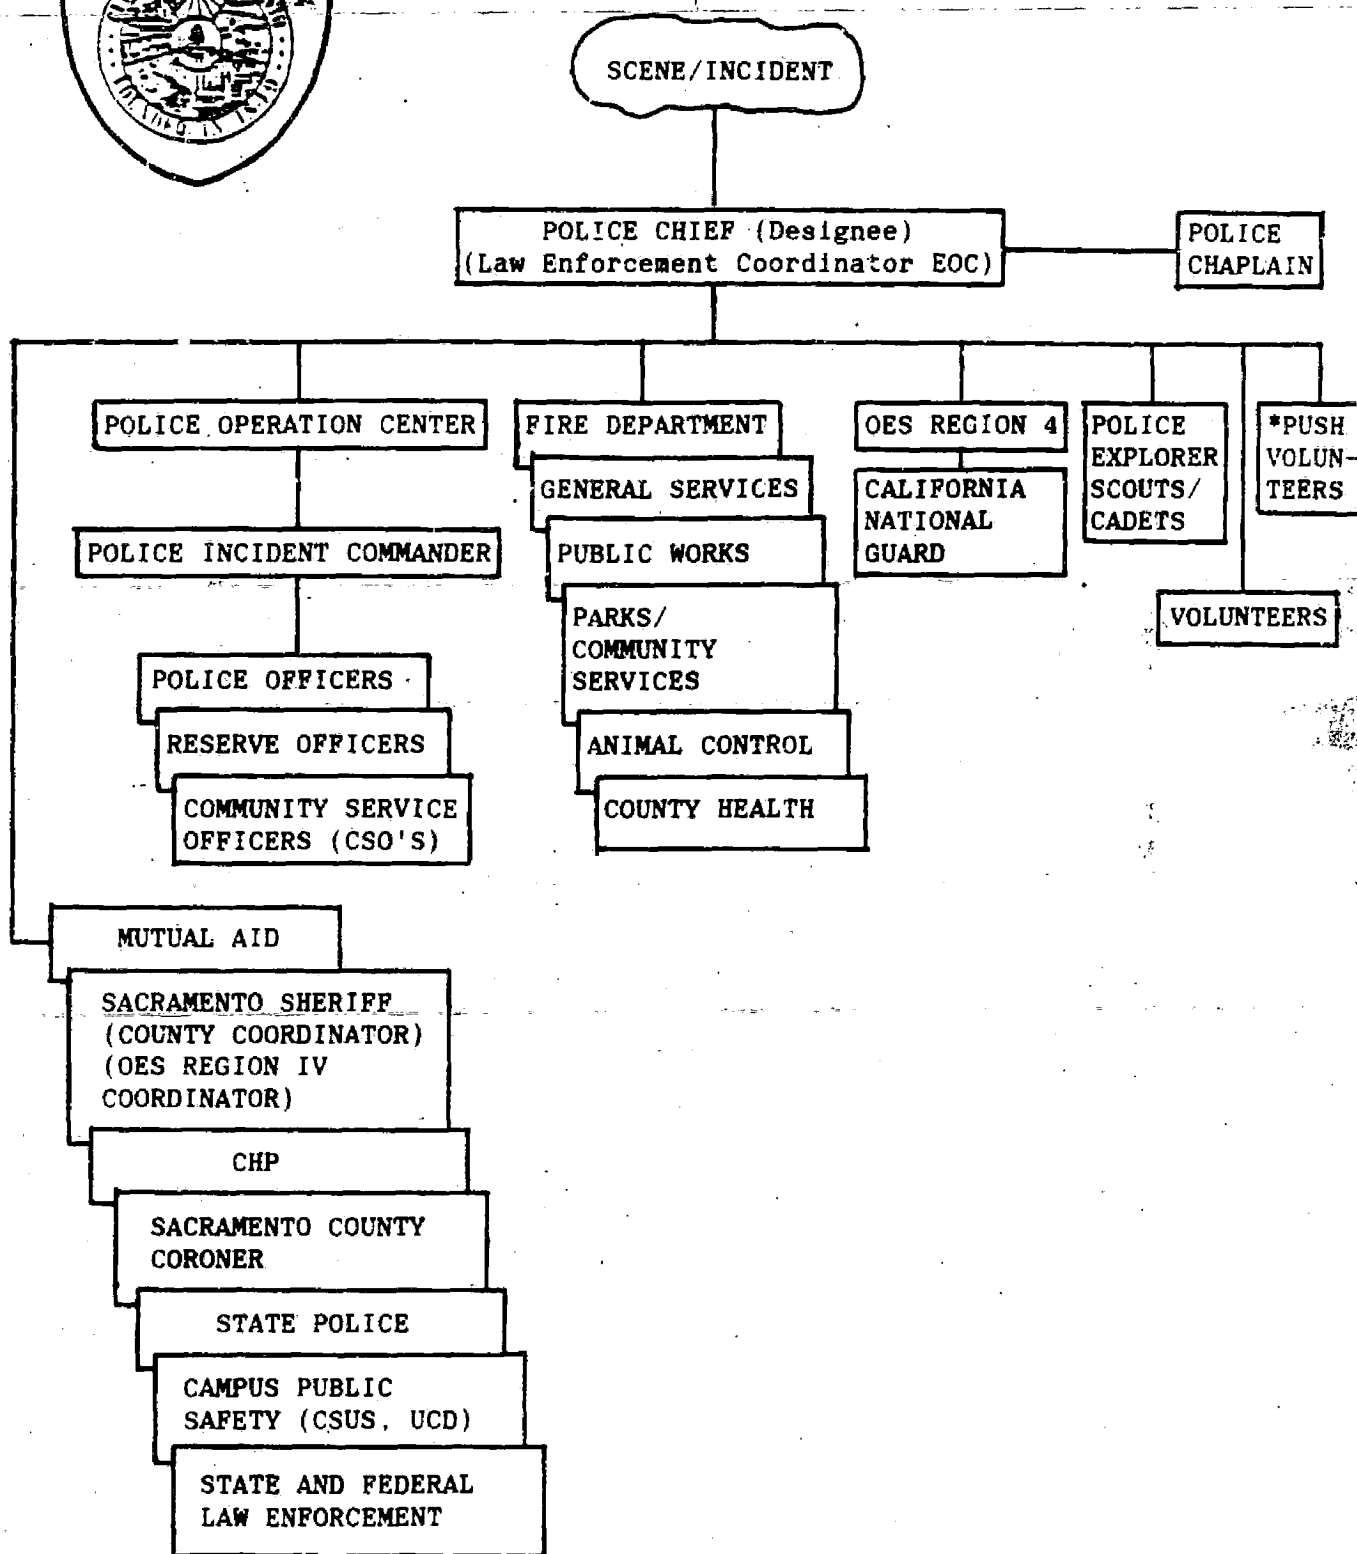 SCENE/INCIDENT
POLICE CHIEF (Designee)
(Law Enforcement Coordinator EOC)
POLICE
CHAPLAIN
POLICE OPERATION CENTER
FIRE DEPARTMENT
OES REGION 4
POLICE
EXPLORER
SCOUTS/
CADETS
*PUSH
VOLUN-
TEERS
GENERAL SERVICES
CALIFORNIA
NATIONAL
GUARD
POLICE INCIDENT COMMANDER
PUBLIC WORKS
VOLUNTEERS
PARKS/
COMMUNITY
SERVICES
POLICE OFFICERS
RESERVE OFFICERS
ANIMAL CONTROL
COMMUNITY SERVICE
OFFICERS (CSO'S)
COUNTY HEALTH
MUTUAL AID
SACRAMENTO SHERIFF
(COUNTY COORDINATOR)
(OES REGION IV
COORDINATOR)
CHP
SACRAMENTO COUNTY
CORONER
STATE POLICE
CAMPUS PUBLIC
SAFETY (CSUS, UCD)
STATE AND FEDERAL
LAW ENFORCEMENT